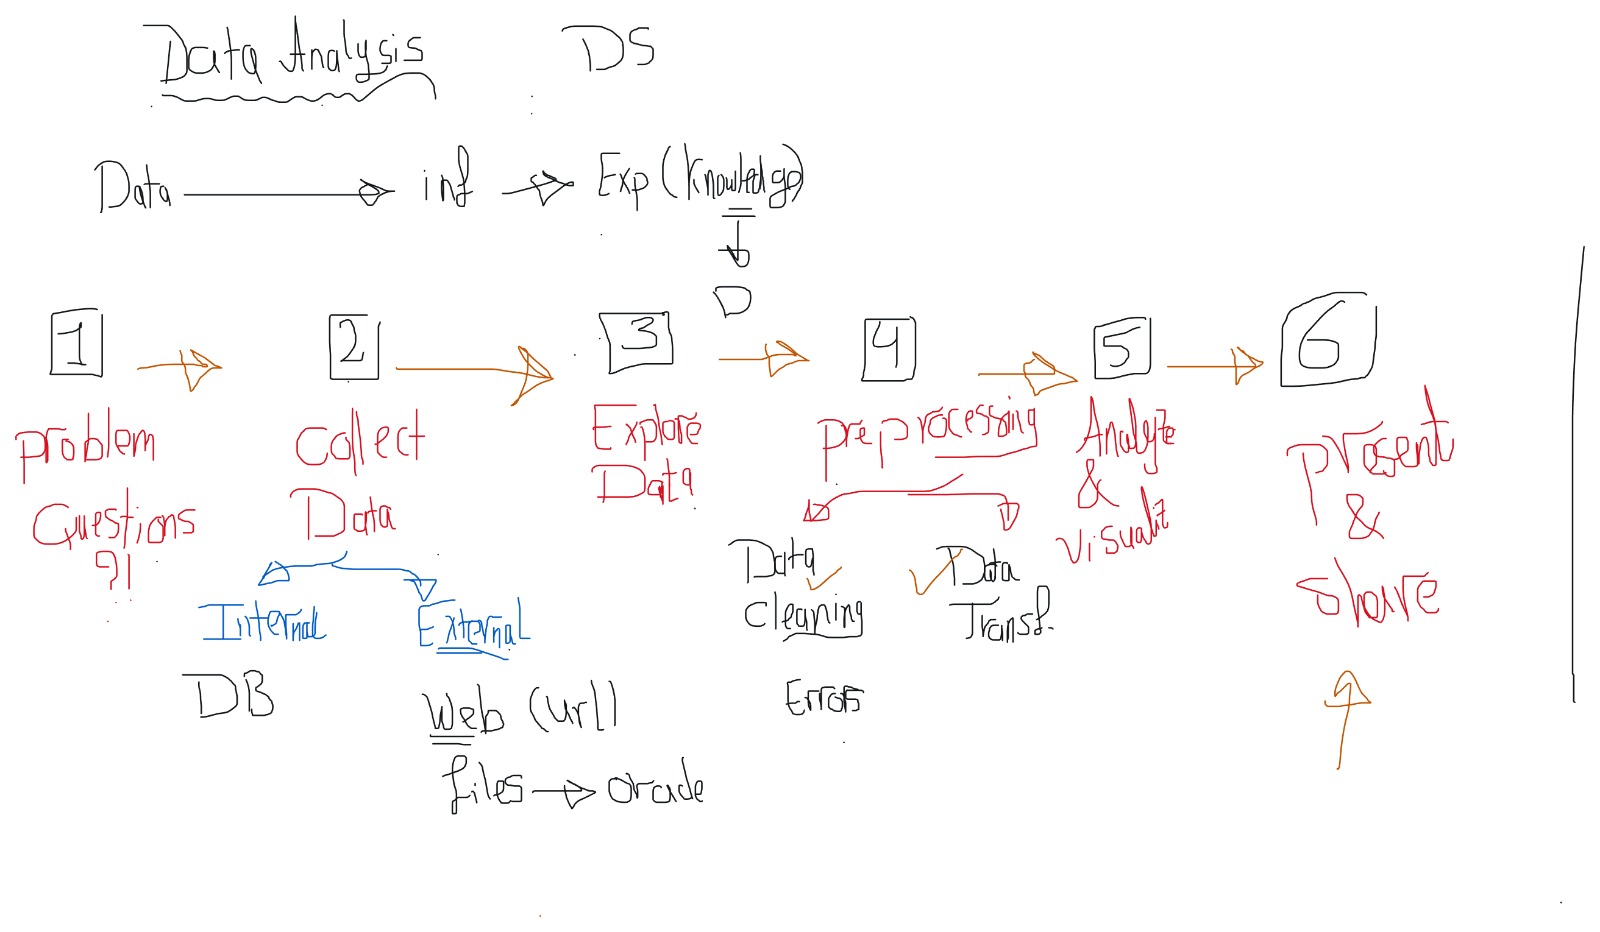 Data Analysis DS
Data inf Exp (Knowledge)
D
1 2 3 4 5 6
problem
Questions
?!
Collect
Data
Internal External
DB
Web (url)
files oracle
Explore
Data
preprocessing
Data
Cleaning
Errors
Data
Transf.
Analyze
&
visualiz
present
&
share